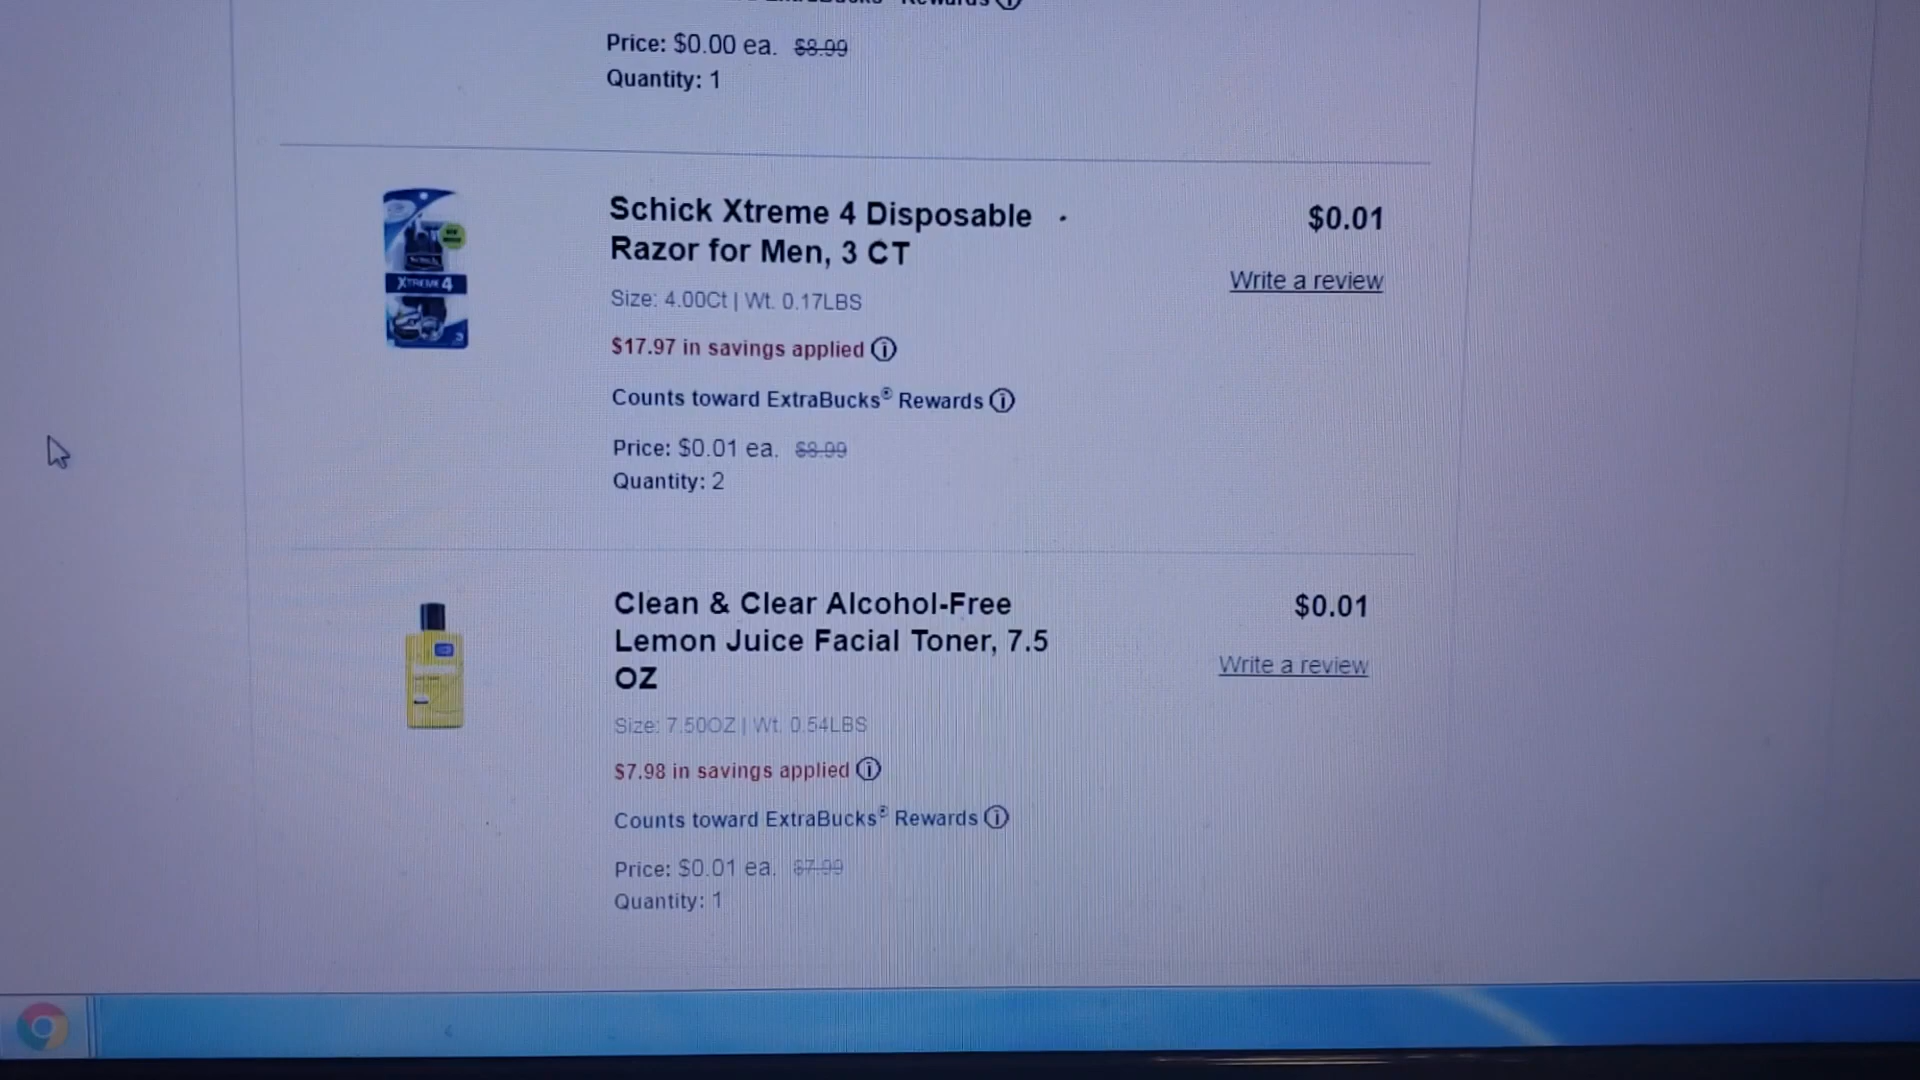 Price: $0.00 ea. $8.99
Quantity: 1
Schick Xtreme 4 Disposable
Razor for Men, 3 CT
$0.01
Write a review
Size: 4.00Ct | Wt. 0.17LBS
$17.97 in savings applied
Counts toward ExtraBucks® Rewards
Price: $0.01 ea. $8.99
Quantity: 2
XTREME 4
Clean & Clear Alcohol-Free
Lemon Juice Facial Toner, 7.5
OZ
$0.01
Write a review
Size: 7.50OZ | Wt. 0.54LBS
$7.98 in savings applied
Counts toward ExtraBucks® Rewards
Price: $0.01 ea. $7.99
Quantity: 1